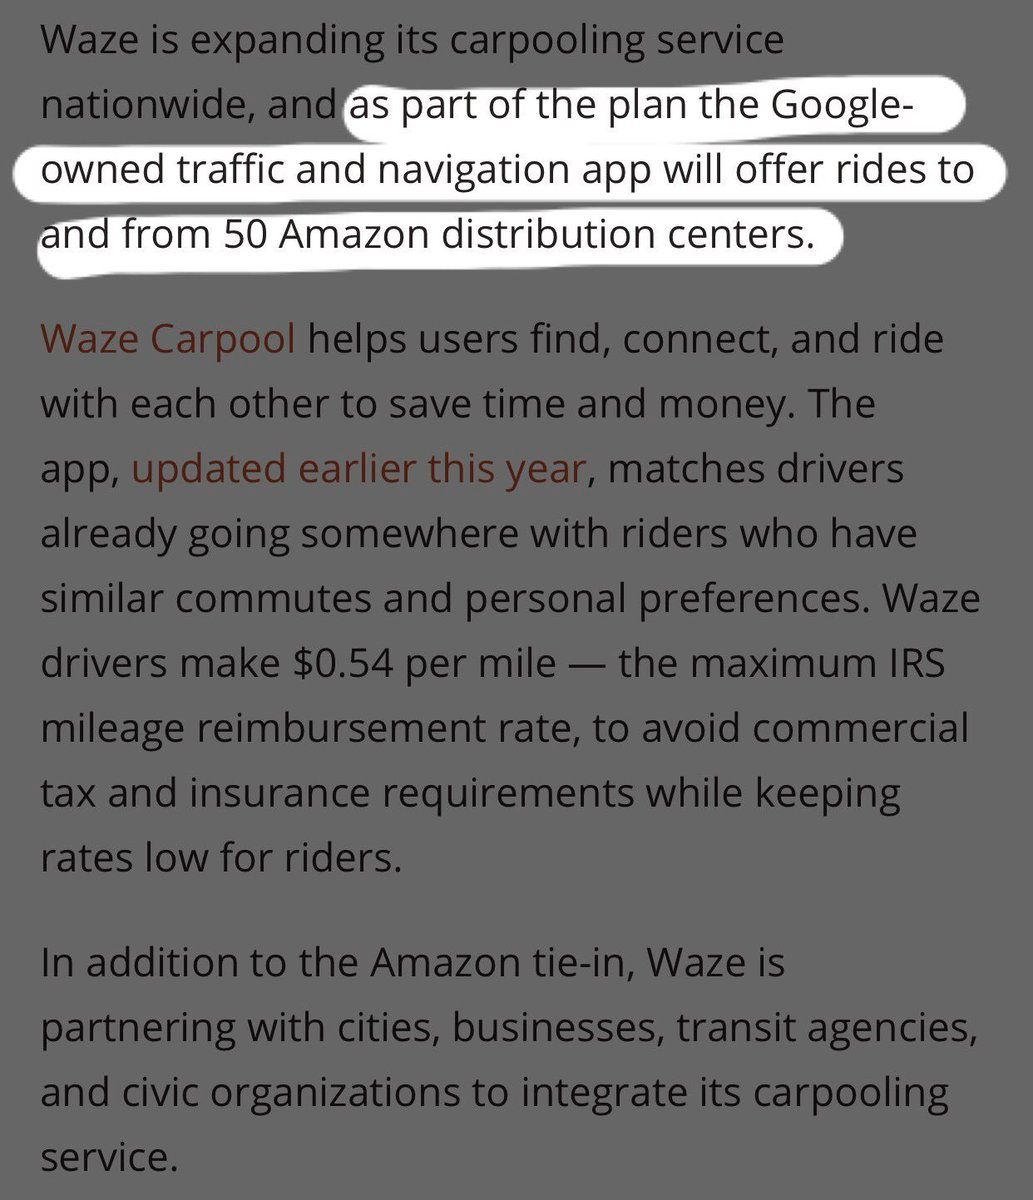 Waze is expanding its carpooling service
nationwide, and as part of the plan the Google-
owned traffic and navigation app will offer rides to
and from 50 Amazon distribution centers.
Waze Carpool helps users find, connect, and ride
with each other to save time and money. The
app, updated earlier this year, matches drivers
already going somewhere with riders who have
similar commutes and personal preferences. Waze
drivers make $0.54 per mile — the maximum IRS
mileage reimbursement rate, to avoid commercial
tax and insurance requirements while keeping
rates low for riders.
In addition to the Amazon tie-in, Waze is
partnering with cities, businesses, transit agencies,
and civic organizations to integrate its carpooling
service.